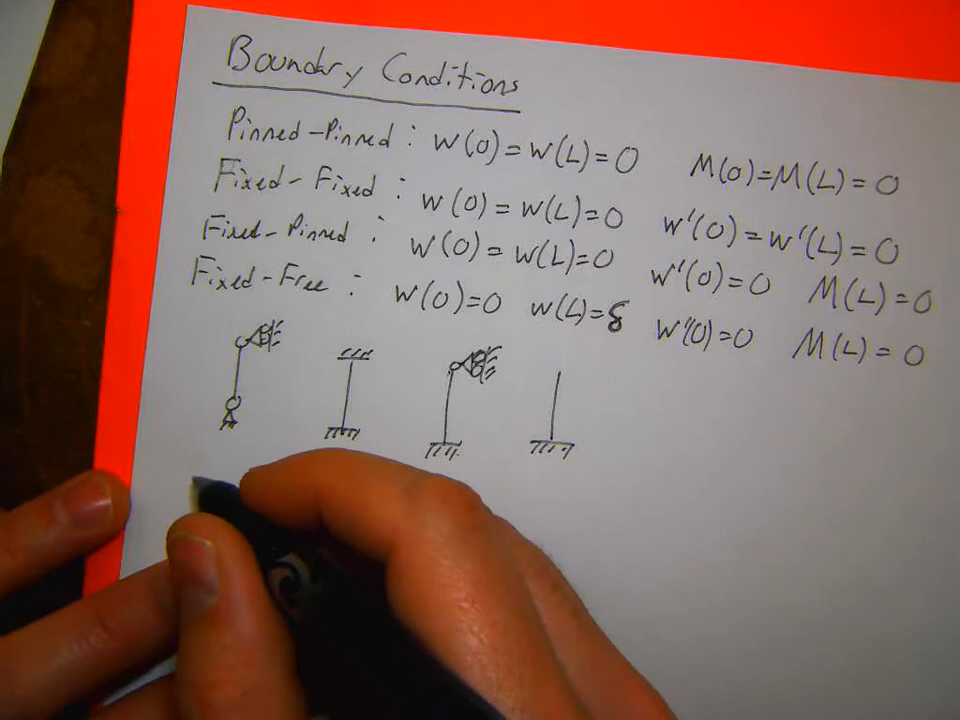 Boundary Conditions
Pinned-Pinned: w(0)=w(L)=0 M(0)=M(L)=0
Fixed-Fixed: w(0)=w(L)=0 w'(0)=w'(L)=0
Fixed-Pinned: w(0)=w(L)=0 w'(0)=0 M(L)=0
Fixed-Free: w(0)=0 w(L)=δ w'(0)=0 M(L)=0